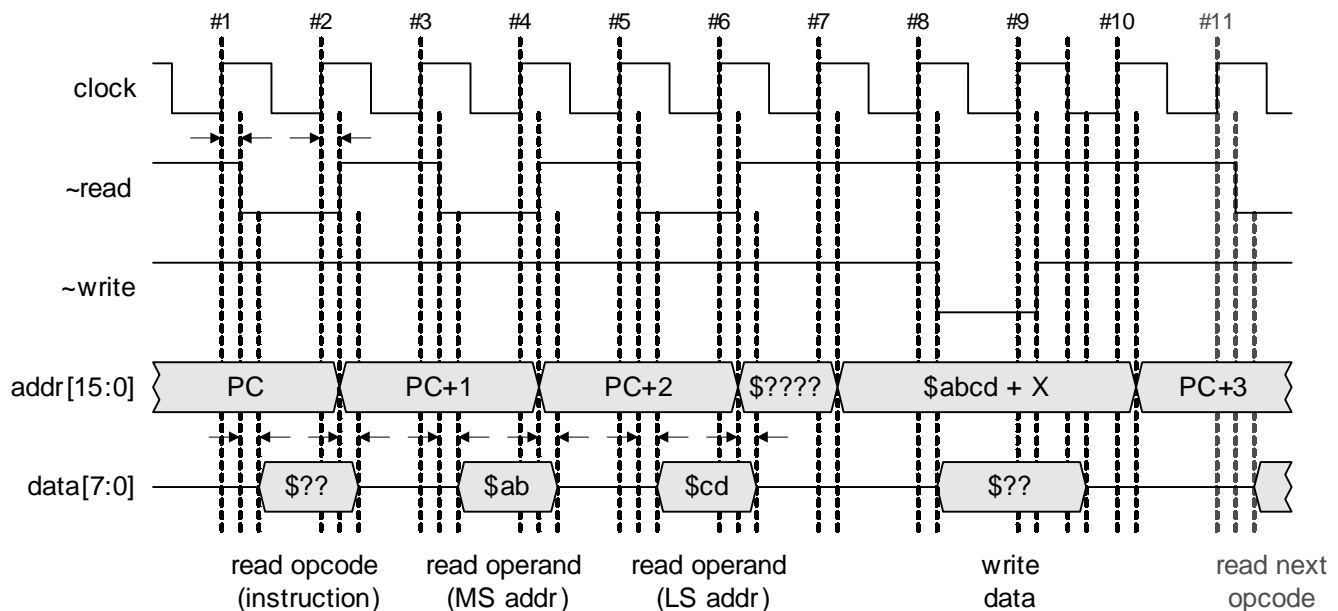 #1 #2 #3 #4 #5 #6 #7 #8 #9 #10 #11
clock
~read
~write
addr[15:0] PC PC+1 PC+2 $???? $abcd + X PC+3
data[7:0] $?? $ab $cd $??
read opcode read operand read operand write read next
(instruction) (MS addr) (LS addr) data opcode